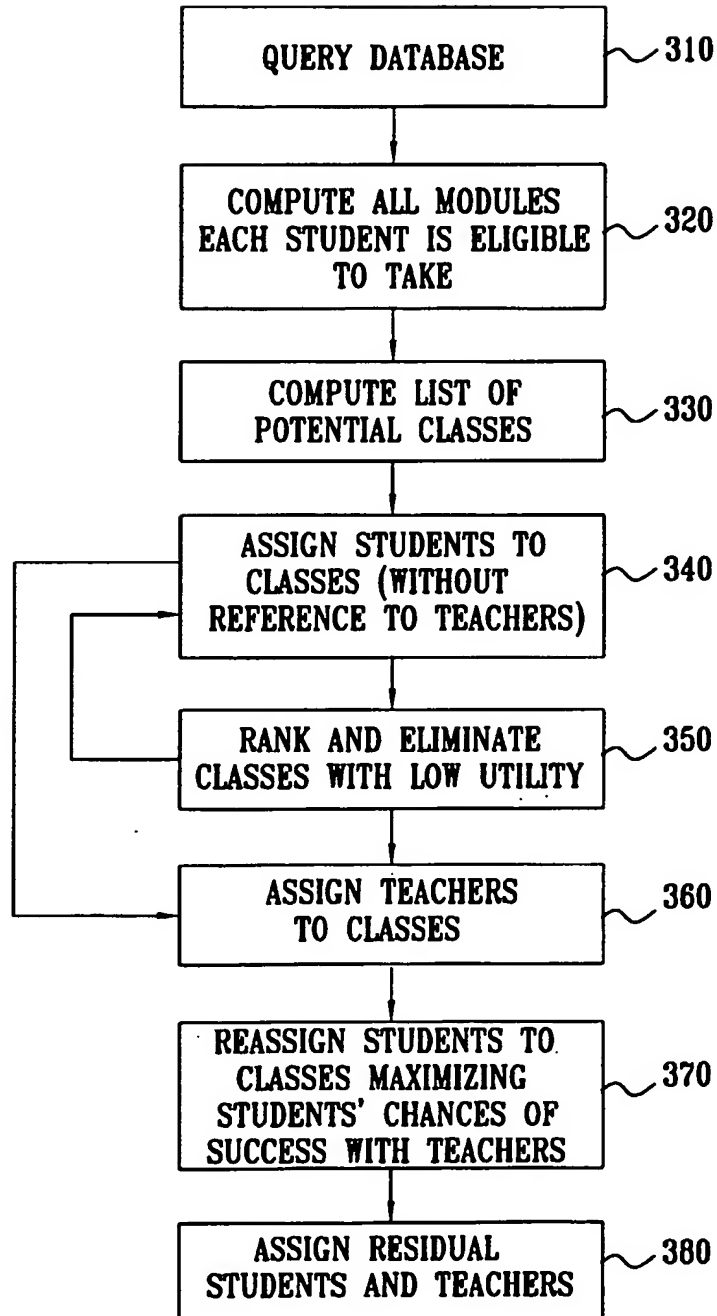 QUERY DATABASE
310
COMPUTE ALL MODULES
EACH STUDENT IS ELIGIBLE
TO TAKE
320
COMPUTE LIST OF
POTENTIAL CLASSES
330
ASSIGN STUDENTS TO
CLASSES (WITHOUT
REFERENCE TO TEACHERS)
340
RANK AND ELIMINATE
CLASSES WITH LOW UTILITY
350
ASSIGN TEACHERS
TO CLASSES
360
REASSIGN STUDENTS TO
CLASSES MAXIMIZING
STUDENTS' CHANCES OF
SUCCESS WITH TEACHERS
370
ASSIGN RESIDUAL
STUDENTS AND TEACHERS
380